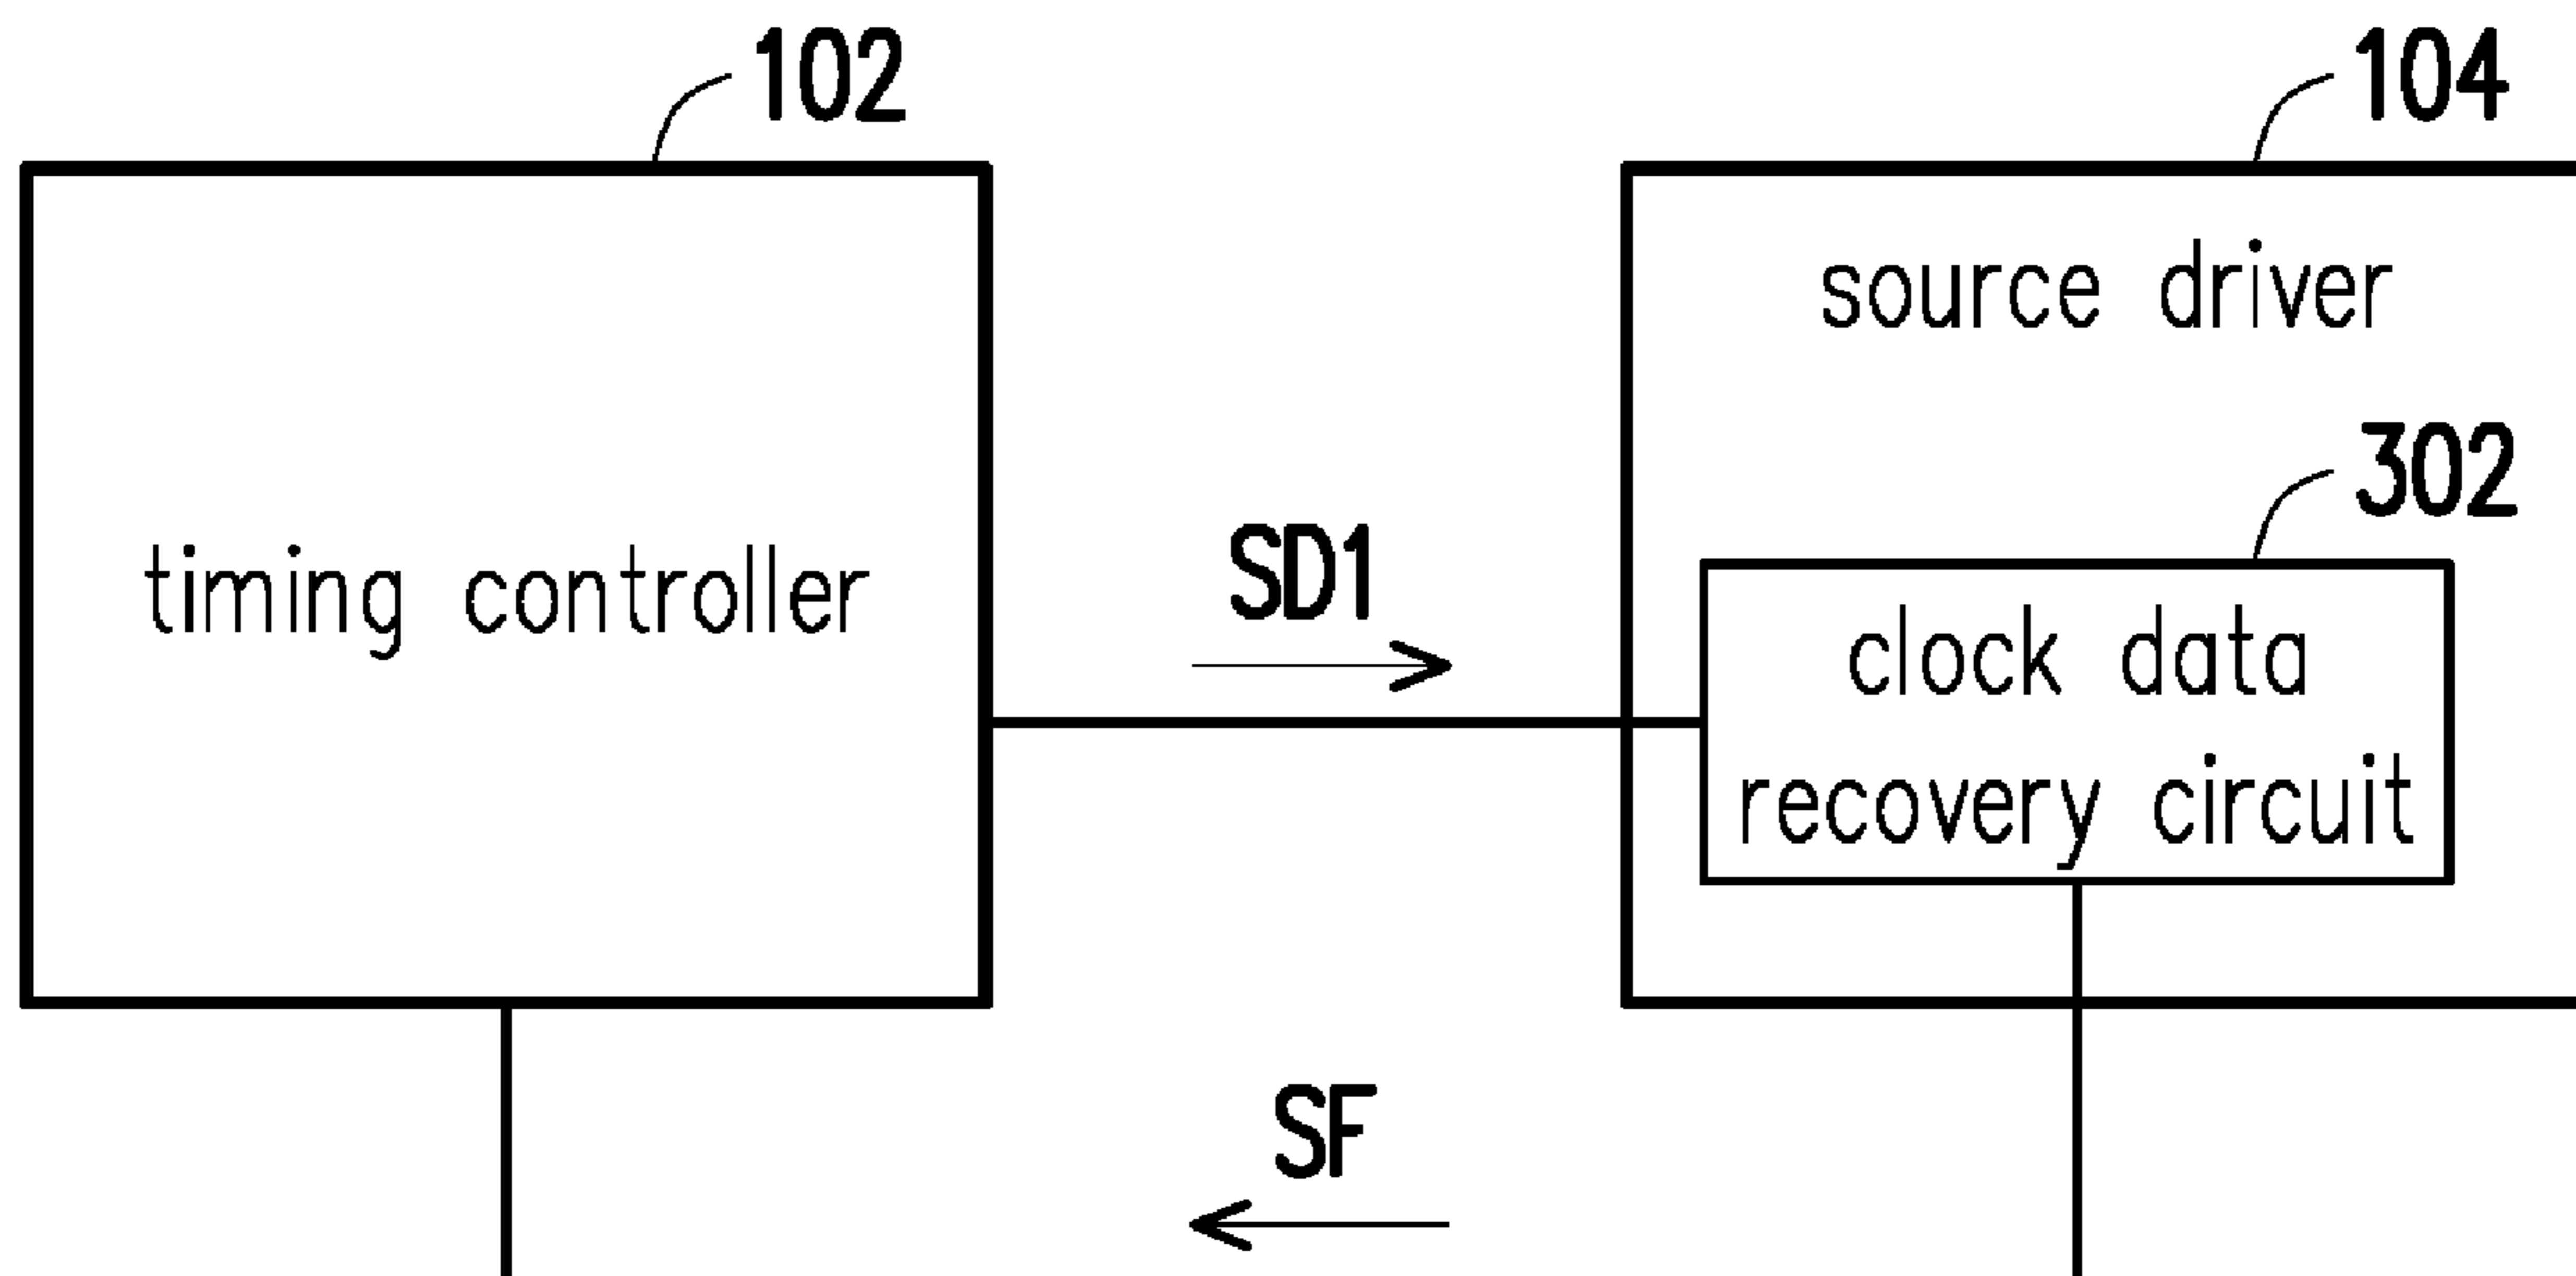 102
104
source driver
302
timing controller
SD1
clock data
recovery circuit
SF